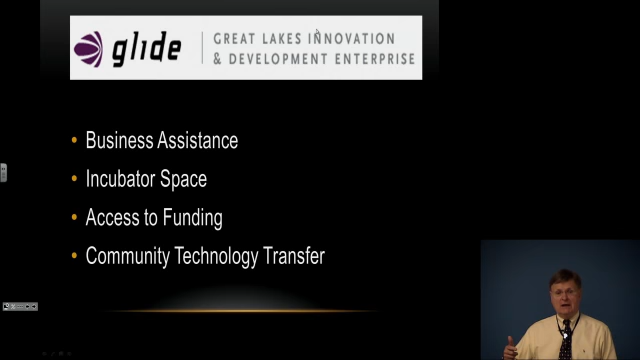 glide
GREAT LAKES INNOVATION
& DEVELOPMENT ENTERPRISE
• Business Assistance
• Incubator Space
• Access to Funding
• Community Technology Transfer